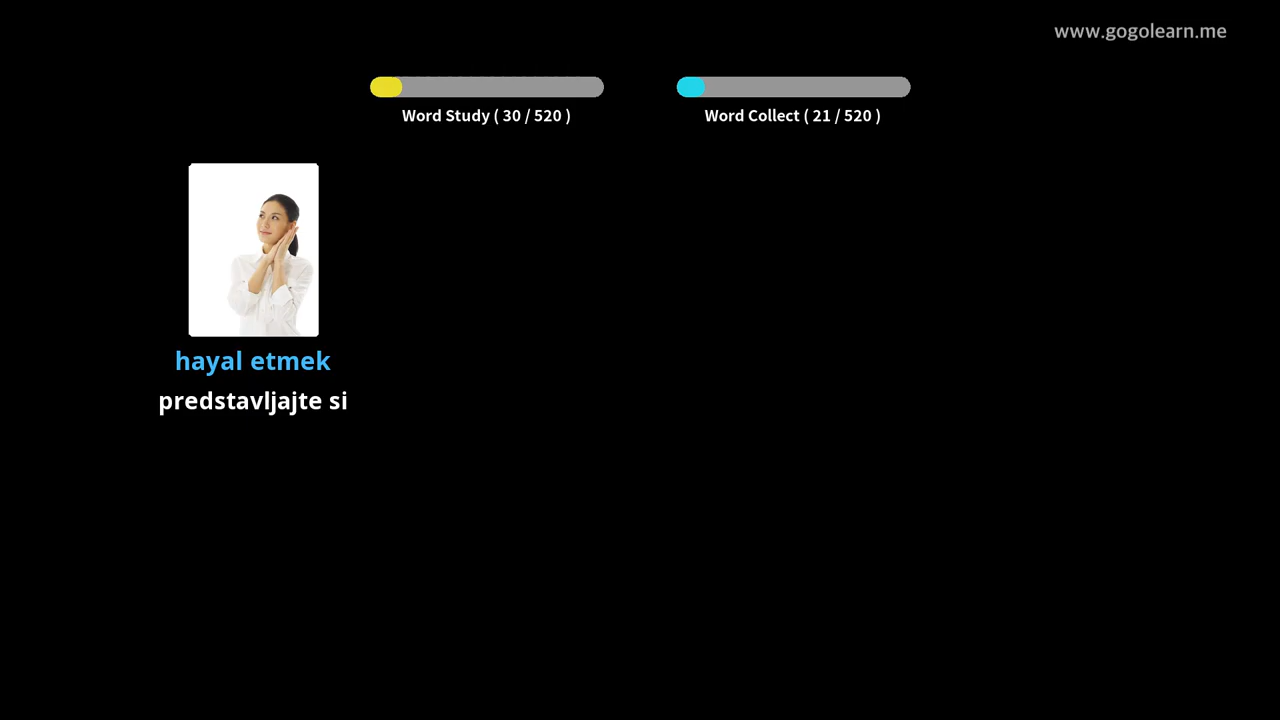 www.gogolearn.me
Word Study ( 30 / 520 )
Word Collect ( 21 / 520 )
hayal etmek
predstavljajte si